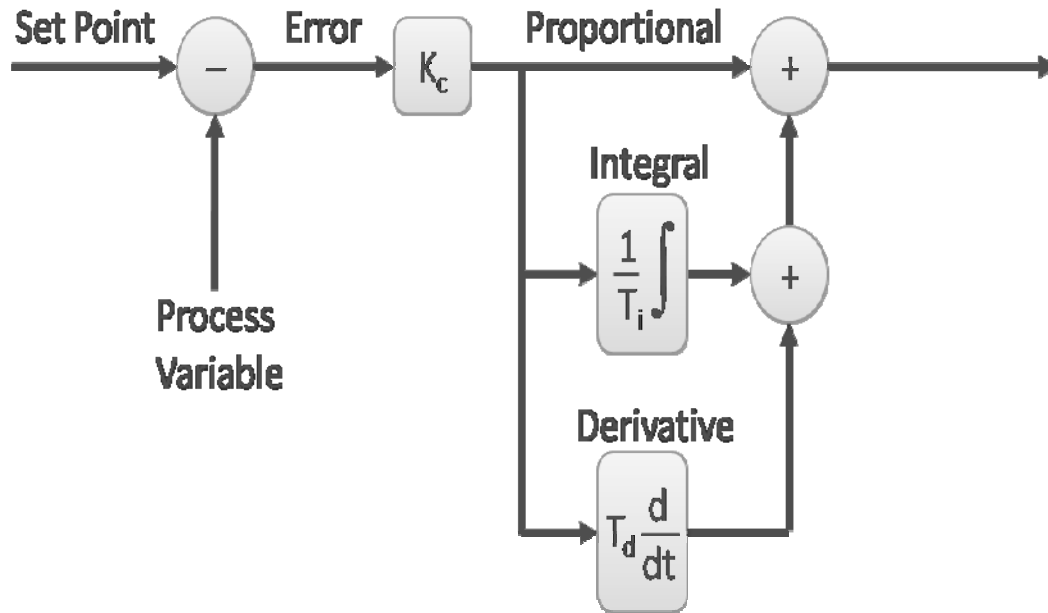 Set Point
Error
Proportional
−
K_c
+
Integral
1/T_i ∫
+
Process
Variable
Derivative
T_d d/dt